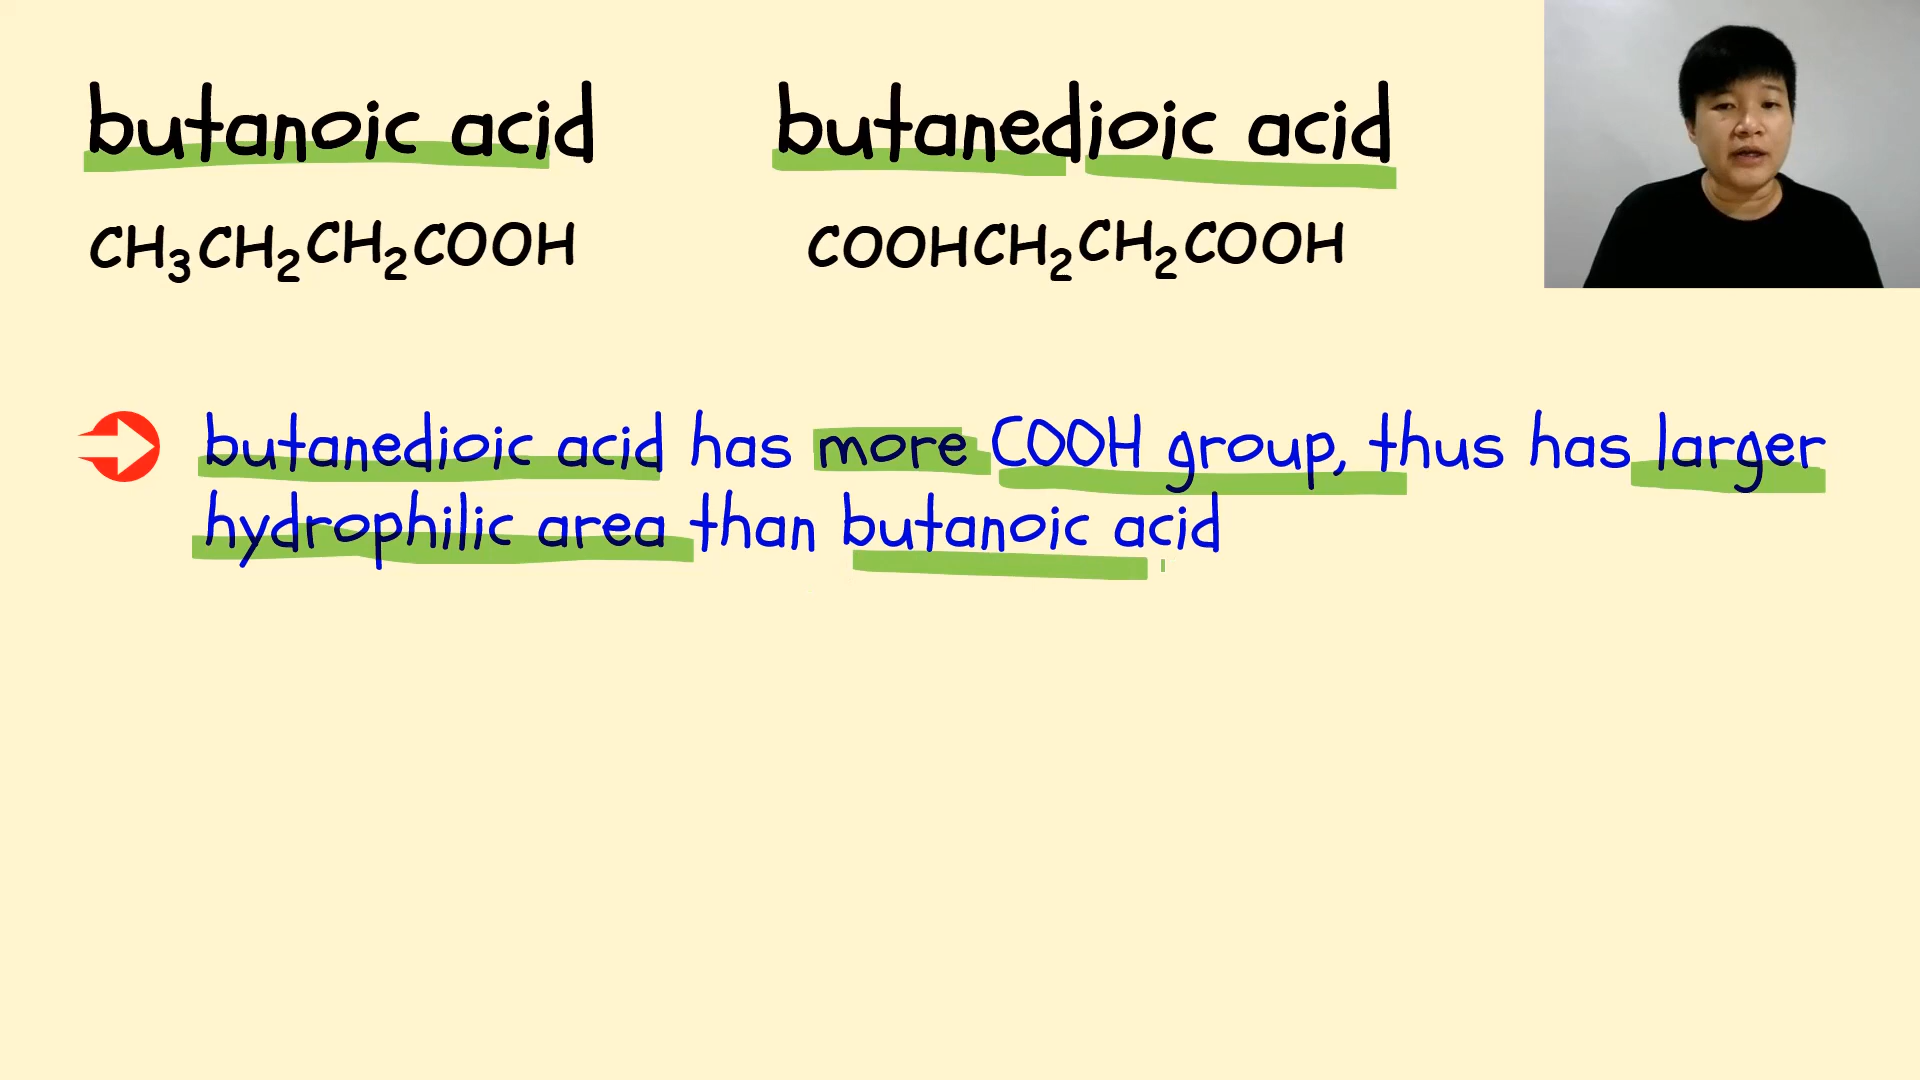 butanoic acid
butanedioic acid
CH₃CH₂CH₂COOH
COOHCH₂CH₂COOH
butanedioic acid has more COOH group, thus has larger
hydrophilic area than butanoic acid